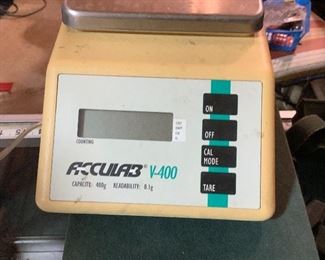 ON
OFF
COUNTING
CAL
MODE
ACCULAB® V-400
CAPACITY: 400g READABILITY: 0.1g
TARE